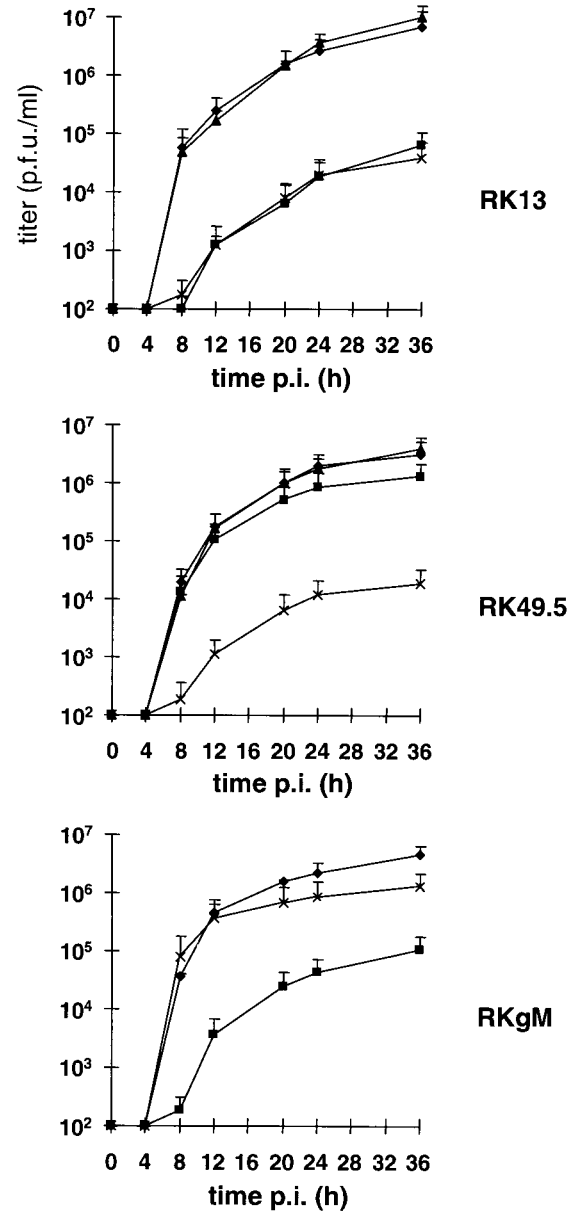 titer (p.f.u./ml)
10⁷
10⁶
10⁵
10⁴
10³
10²
0 4 8 12 16 20 24 28 32 36
time p.i. (h)
RK13
10⁷
10⁶
10⁵
10⁴
10³
10²
0 4 8 12 16 20 24 28 32 36
time p.i. (h)
RK49.5
10⁷
10⁶
10⁵
10⁴
10³
10²
0 4 8 12 16 20 24 28 32 36
time p.i. (h)
RKgM